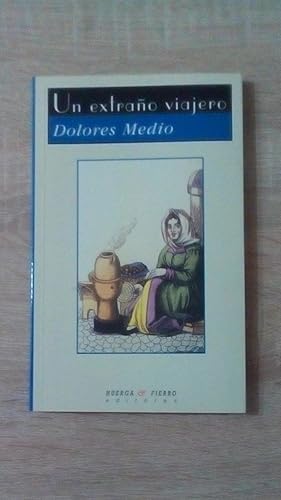 Un extraño viajero
Dolores Medio
HUERGA & FIERRO
editores